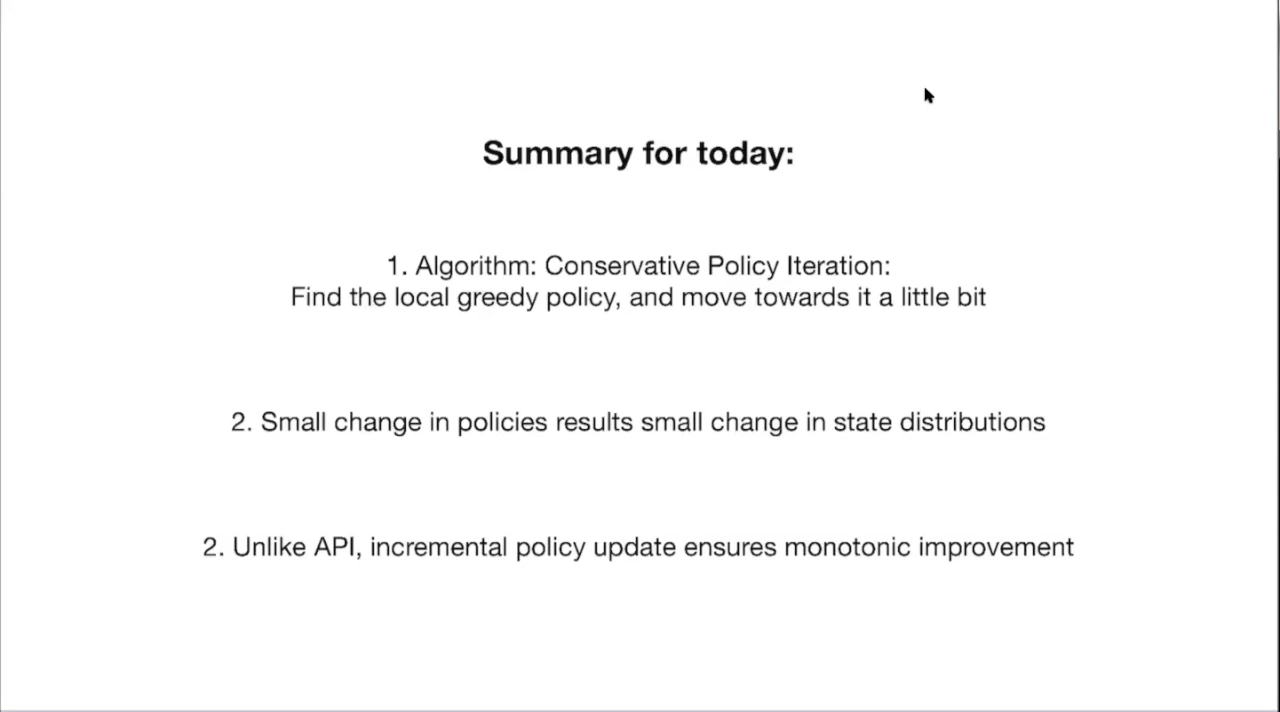 Summary for today:
1. Algorithm: Conservative Policy Iteration:
Find the local greedy policy, and move towards it a little bit
2. Small change in policies results small change in state distributions
2. Unlike API, incremental policy update ensures monotonic improvement